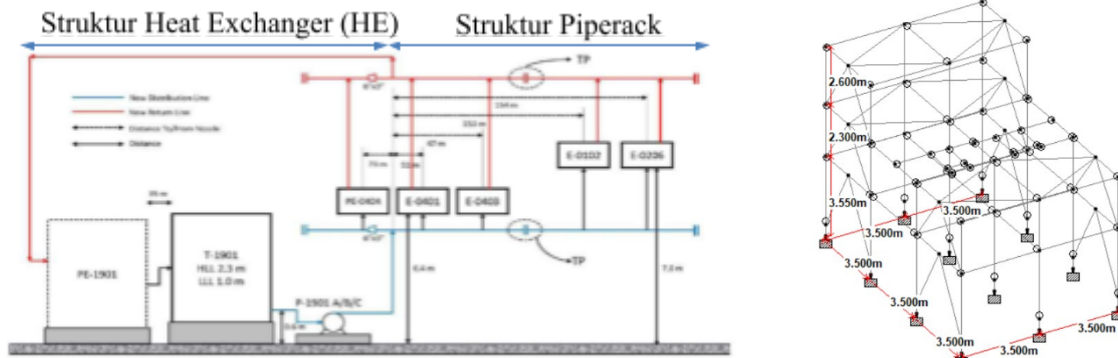 Struktur Heat Exchanger (HE)
Struktur Piperack
TP
New Distribution Line
New Return Line
Distance To/From Nozzle
Distance
E-0102
E-0206
E-0401
E-0403
PE-1901
T-1901
HLL 2.3 m
LLL 1.0 m
P-1901 A/B/C
TP
2.600m
2.300m
3.550m
3.500m
3.500m
3.500m
3.500m
3.500m
3.500m
3.500m